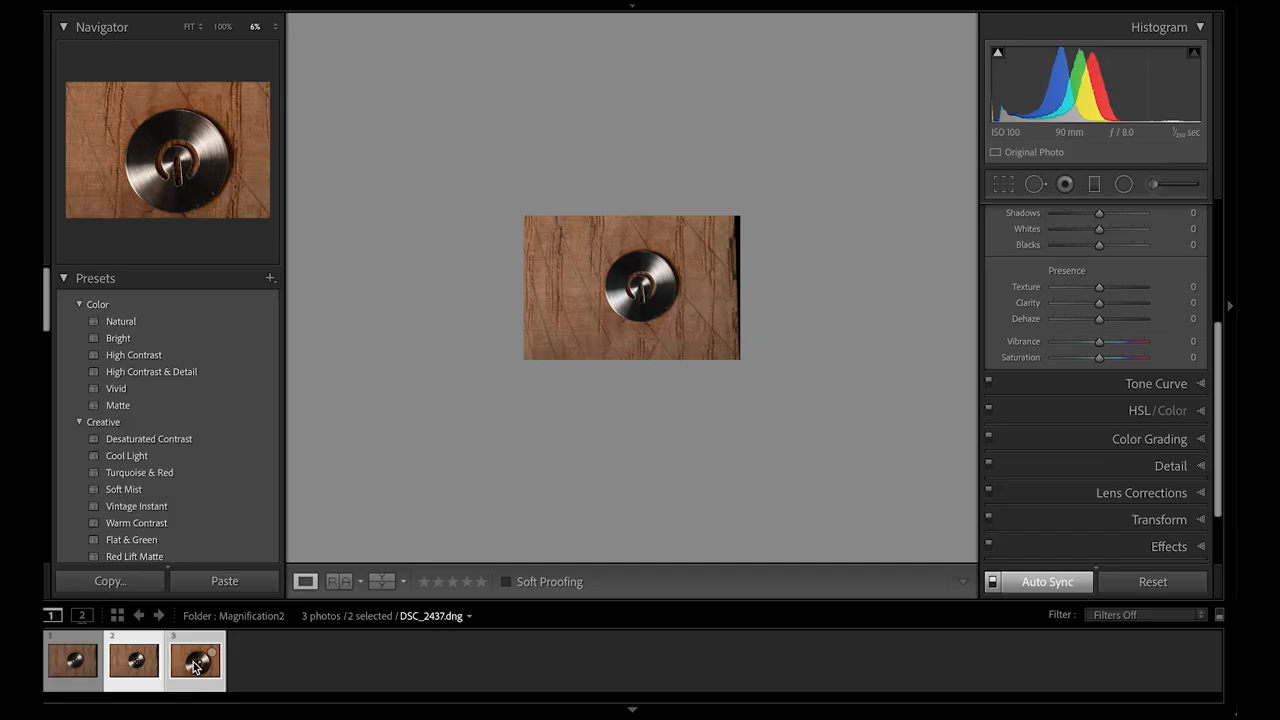 Navigator
FIT
100%
6%
Presets
Color
Natural
Bright
High Contrast
High Contrast & Detail
Vivid
Matte
Creative
Desaturated Contrast
Cool Light
Turquoise & Red
Soft Mist
Vintage Instant
Warm Contrast
Flat & Green
Red Lift Matte
Copy...
Paste
Soft Proofing
Histogram
ISO 100
90 mm
ƒ / 8.0
1/250 sec
Original Photo
Shadows 0
Whites 0
Blacks 0
Presence
Texture 0
Clarity 0
Dehaze 0
Vibrance 0
Saturation 0
Tone Curve
HSL / Color
Color Grading
Detail
Lens Corrections
Transform
Effects
Auto Sync
Reset
1
2
Folder : Magnification2
3 photos / 2 selected / DSC_2437.dng
Filter :
Filters Off
1
2
3